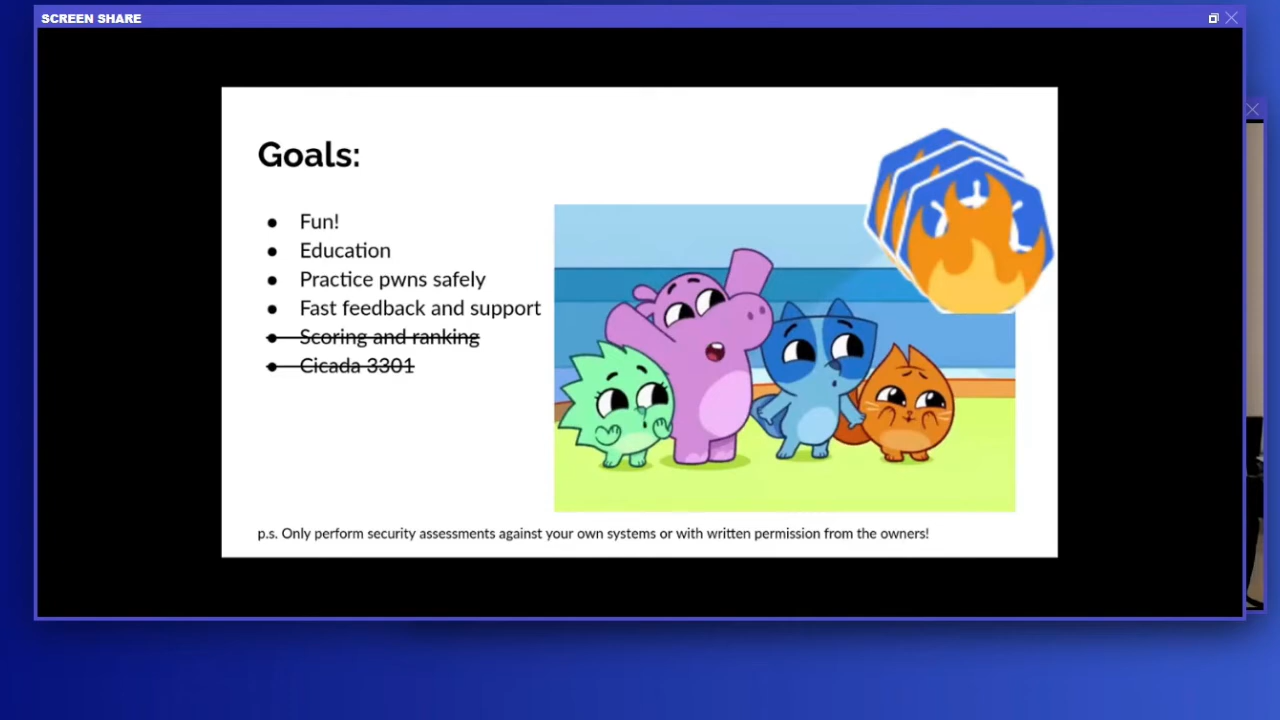 SCREEN SHARE
Goals:
● Fun!
● Education
● Practice pwns safely
● Fast feedback and support
● Scoring and ranking
● Cicada 3301
p.s. Only perform security assessments against your own systems or with written permission from the owners!